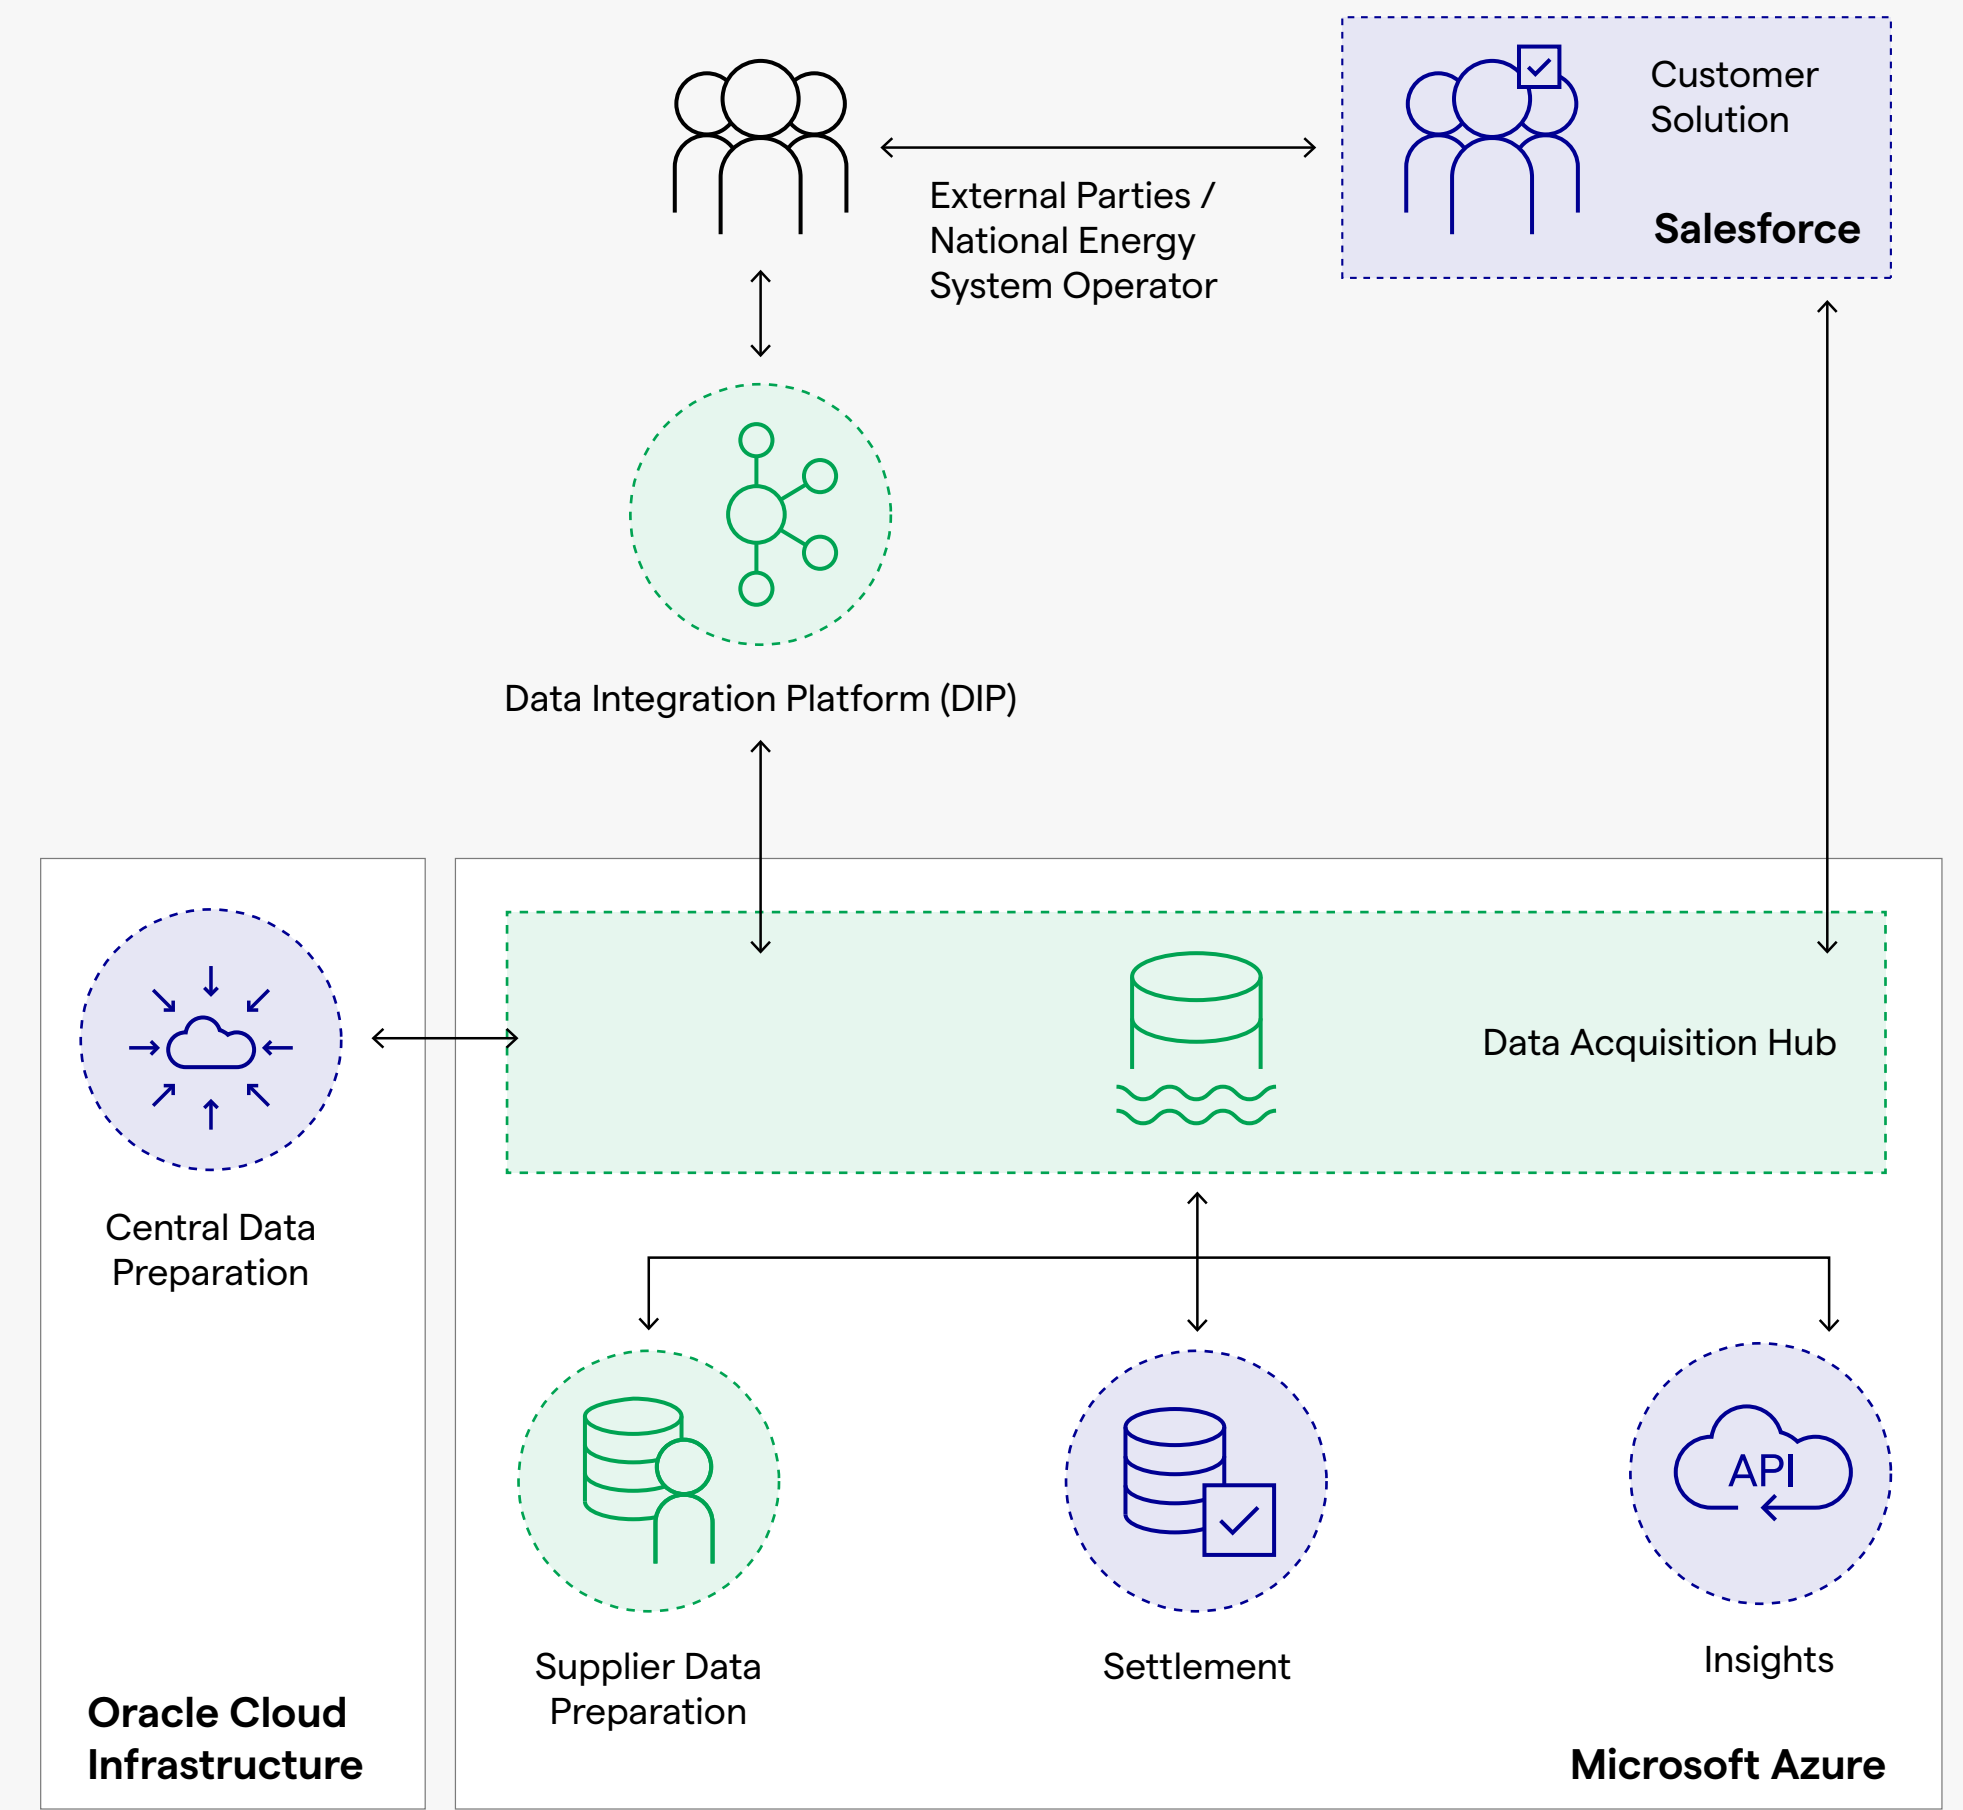 Customer
Solution
Salesforce
External Parties /
National Energy
System Operator
Data Integration Platform (DIP)
Data Acquisition Hub
Central Data
Preparation
API
Supplier Data
Preparation
Settlement
Insights
Oracle Cloud
Infrastructure
Microsoft Azure